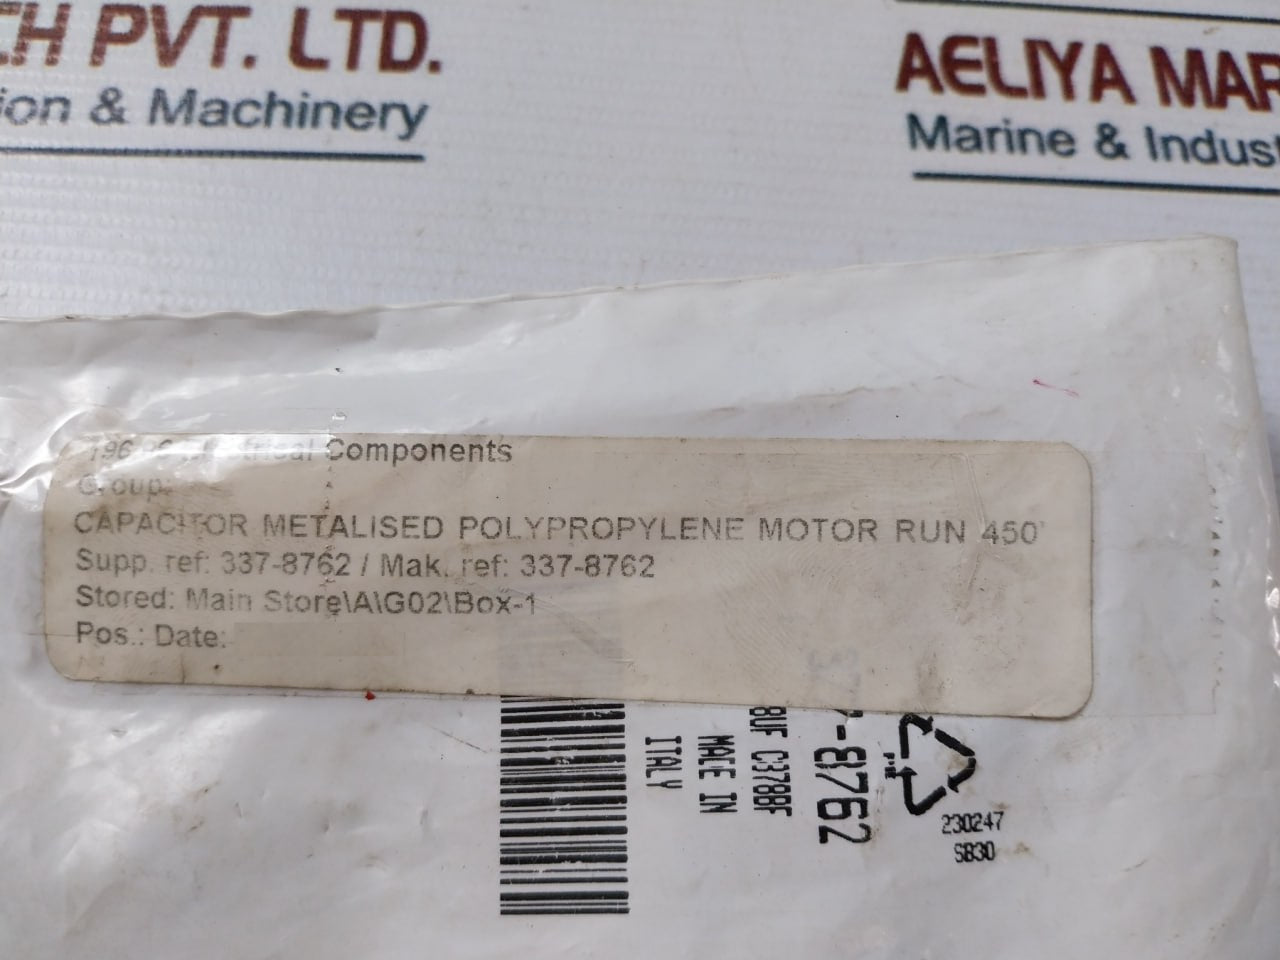 CH PVT. LTD.
ion & Machinery
AELIYA MAR
Marine & Indust
Components
Group:
CAPACITOR METALISED POLYPROPYLENE MOTOR RUN 450
Supp. ref: 337-8762 / Mak. ref: 337-8762
Stored: Main Store\A\G02\Box-1
Pos.: Date:
-8762
8UF C378BF
MADE IN
ITALY
230247
SB30